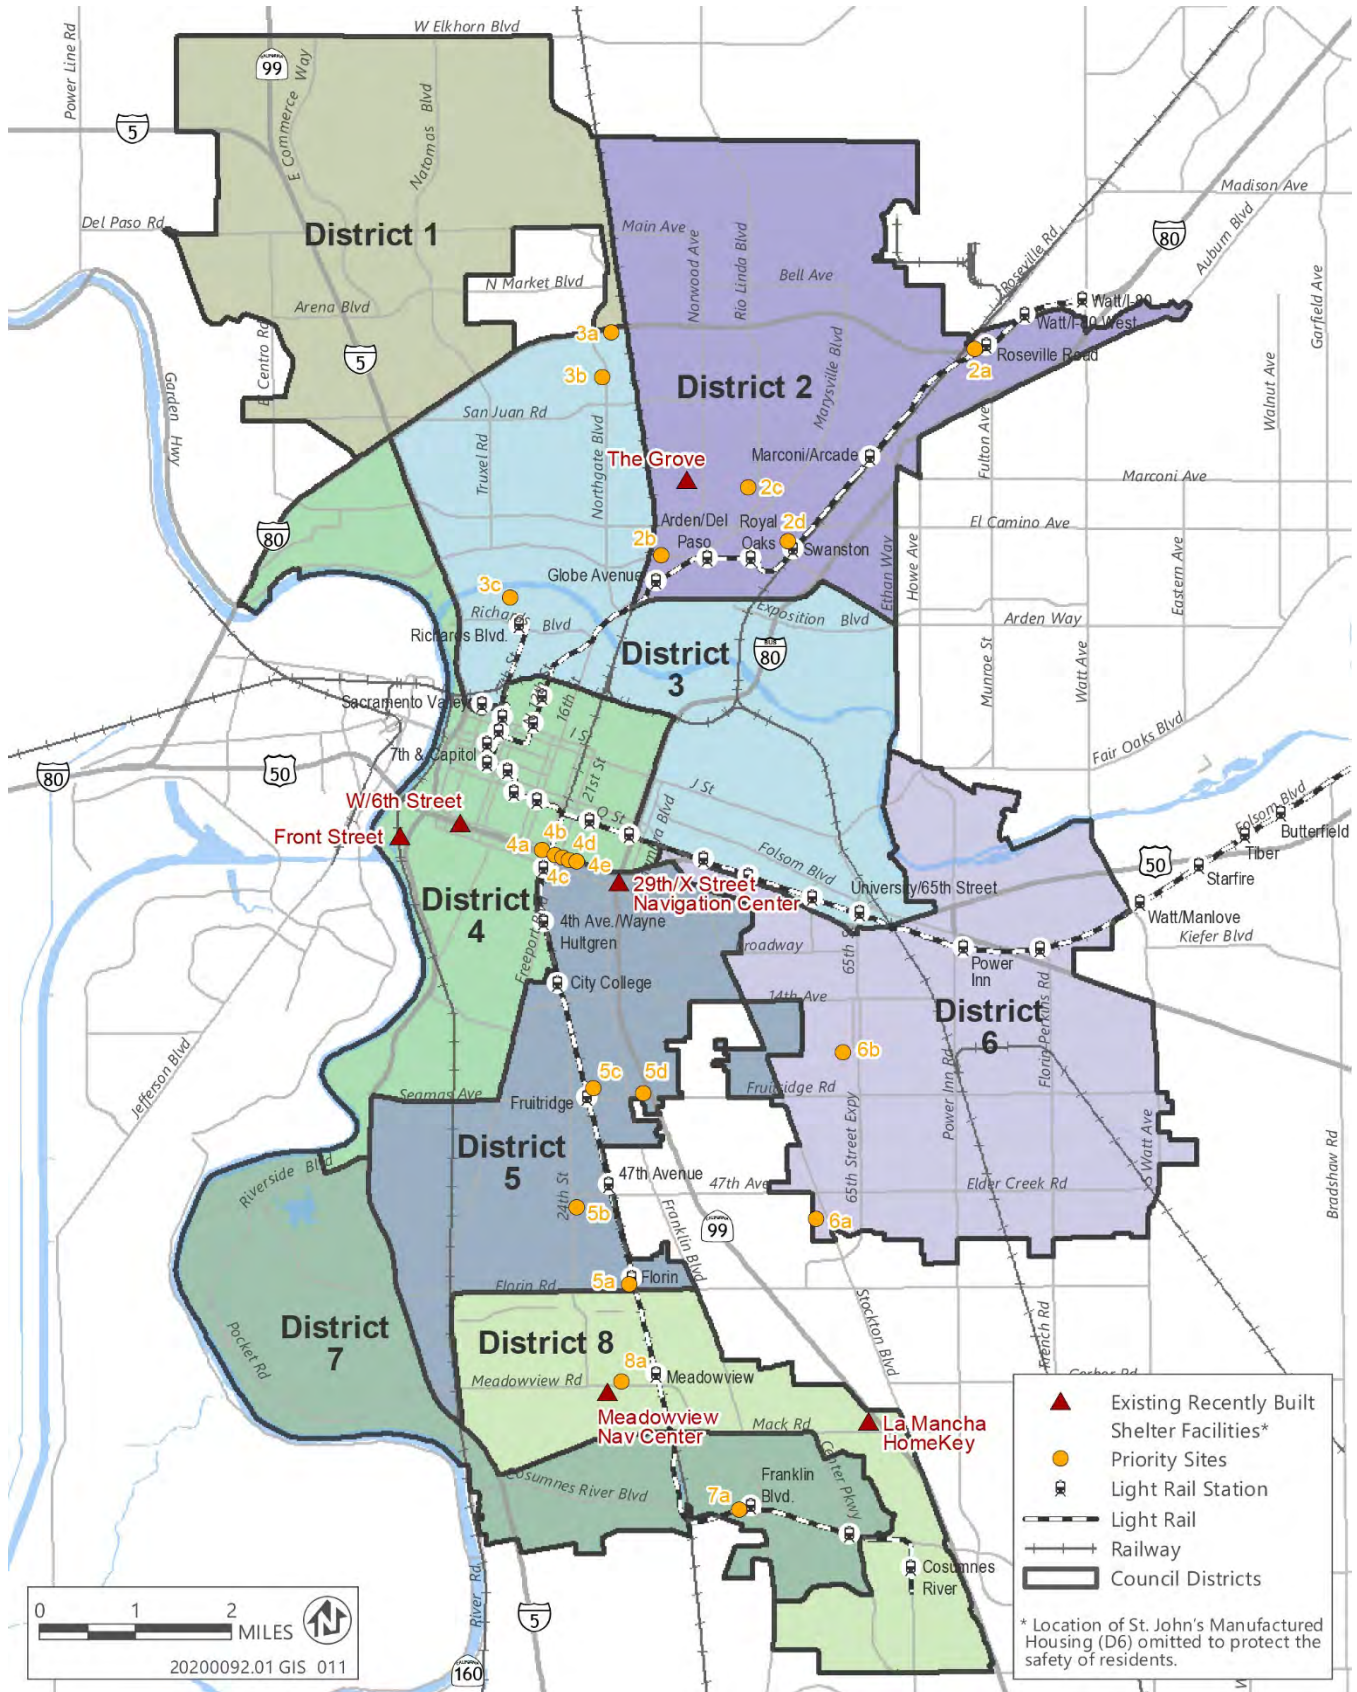 W Elkhorn Blvd
Power Line Rd
CALIFORNIA
99
E Commerce Way
Natomas Blvd
5
Madison Ave
Del Paso Rd
District 1
Main Ave
Norwood Ave
Rio Linda Blvd
Roseville Rd
80
Auburn Blvd
Bell Ave
N Market Blvd
Garfield Ave
Arena Blvd
Watt/I-80
Watt/I-80 West
3a
Roseville Road
2a
El Centro Rd
5
3b
District 2
Marysville Blvd
Walnut Ave
Garden Hwy
San Juan Rd
Truxel Rd
Northgate Blvd
Fulton Ave
The Grove
Marconi/Arcade
Marconi Ave
2c
80
Arden/Del
Paso
Royal
Oaks
2d
El Camino Ave
2b
Swanston
Ethan Way
Howe Ave
Eastern Ave
Globe Avenue
3c
Richards Blvd
Richards Blvd.
Exposition Blvd
Arden Way
District
3
BUS
80
Munroe St
Watt Ave
7th St
12th St
16th
Sacramento Valley
I St
Fair Oaks Blvd
7th & Capitol
80
50
21st St
J St
W/6th Street
Q St
Folsom Blvd
Butterfield
Front Street
Tiber
4b
4a
4d
4e
4c
Folsom Blvd
50
Starfire
29th/X Street
Navigation Center
University/65th Street
District
4
Watt/Manlove
Freeport Blvd
4th Ave./Wayne
Hultgren
Kiefer Blvd
Broadway
65th S
Power
Inn
City College
14th Ave
District
6
Florin Perkins Rd
Power Inn Rd
6b
Jefferson Blvd
5c
5d
Seamas Ave
Fruitridge
Fruitridge Rd
65th Street Expy
S Watt Ave
Bradshaw Rd
District
5
Riverside Blvd
47th Avenue
47th Ave
Elder Creek Rd
24th St
5b
Franklin Blvd
CALIFORNIA
99
6a
Florin
5a
Florin Rd
Stockton Blvd
French Rd
District
7
Pocket Rd
District 8
Gerber Rd
8a
Meadowview
Meadowview Rd
Meadowview
Nav Center
Mack Rd
La Mancha
HomeKey
Center Pkwy
Cosumnes River Blvd
Franklin
Blvd.
7a
Cosumnes
River
River Rd
5
CALIFORNIA
160
Existing Recently Built
Shelter Facilities*
Priority Sites
Light Rail Station
Light Rail
Railway
Council Districts
* Location of St. John's Manufactured
Housing (D6) omitted to protect the
safety of residents.
0 1 2
MILES
N
20200092.01 GIS 011